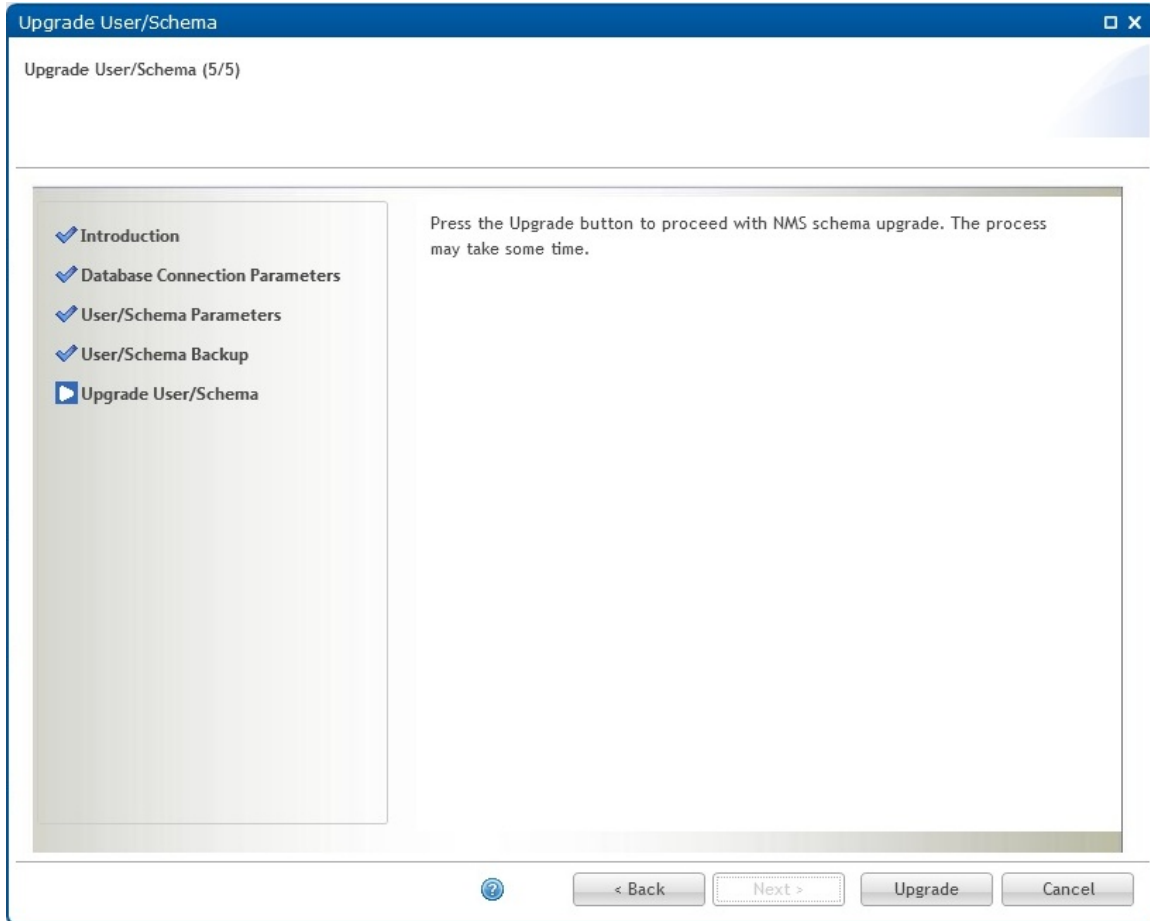 Upgrade User/Schema
Upgrade User/Schema (5/5)
Introduction
Database Connection Parameters
User/Schema Parameters
User/Schema Backup
Upgrade User/Schema
Press the Upgrade button to proceed with NMS schema upgrade. The process
may take some time.
? < Back Next > Upgrade Cancel